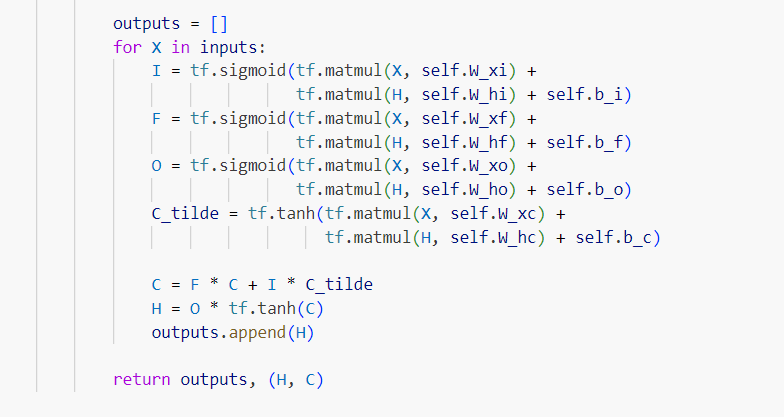 outputs = []
for X in inputs:
I = tf.sigmoid(tf.matmul(X, self.W_xi) +
tf.matmul(H, self.W_hi) + self.b_i)
F = tf.sigmoid(tf.matmul(X, self.W_xf) +
tf.matmul(H, self.W_hf) + self.b_f)
O = tf.sigmoid(tf.matmul(X, self.W_xo) +
tf.matmul(H, self.W_ho) + self.b_o)
C_tilde = tf.tanh(tf.matmul(X, self.W_xc) +
tf.matmul(H, self.W_hc) + self.b_c)
C = F * C + I * C_tilde
H = O * tf.tanh(C)
outputs.append(H)
return outputs, (H, C)